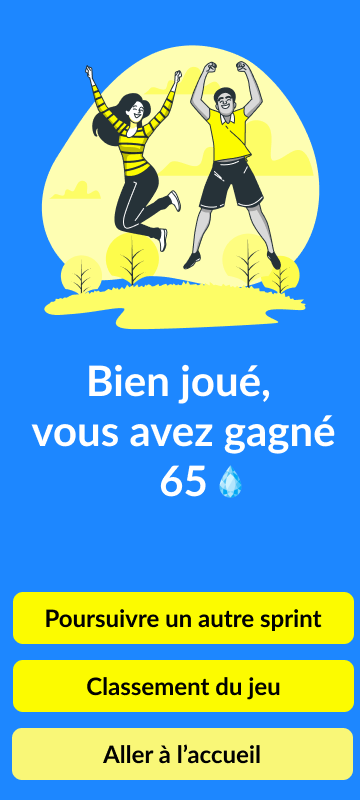 Bien joué,
vous avez gagné
65
Poursuivre un autre sprint
Classement du jeu
Aller à l’accueil